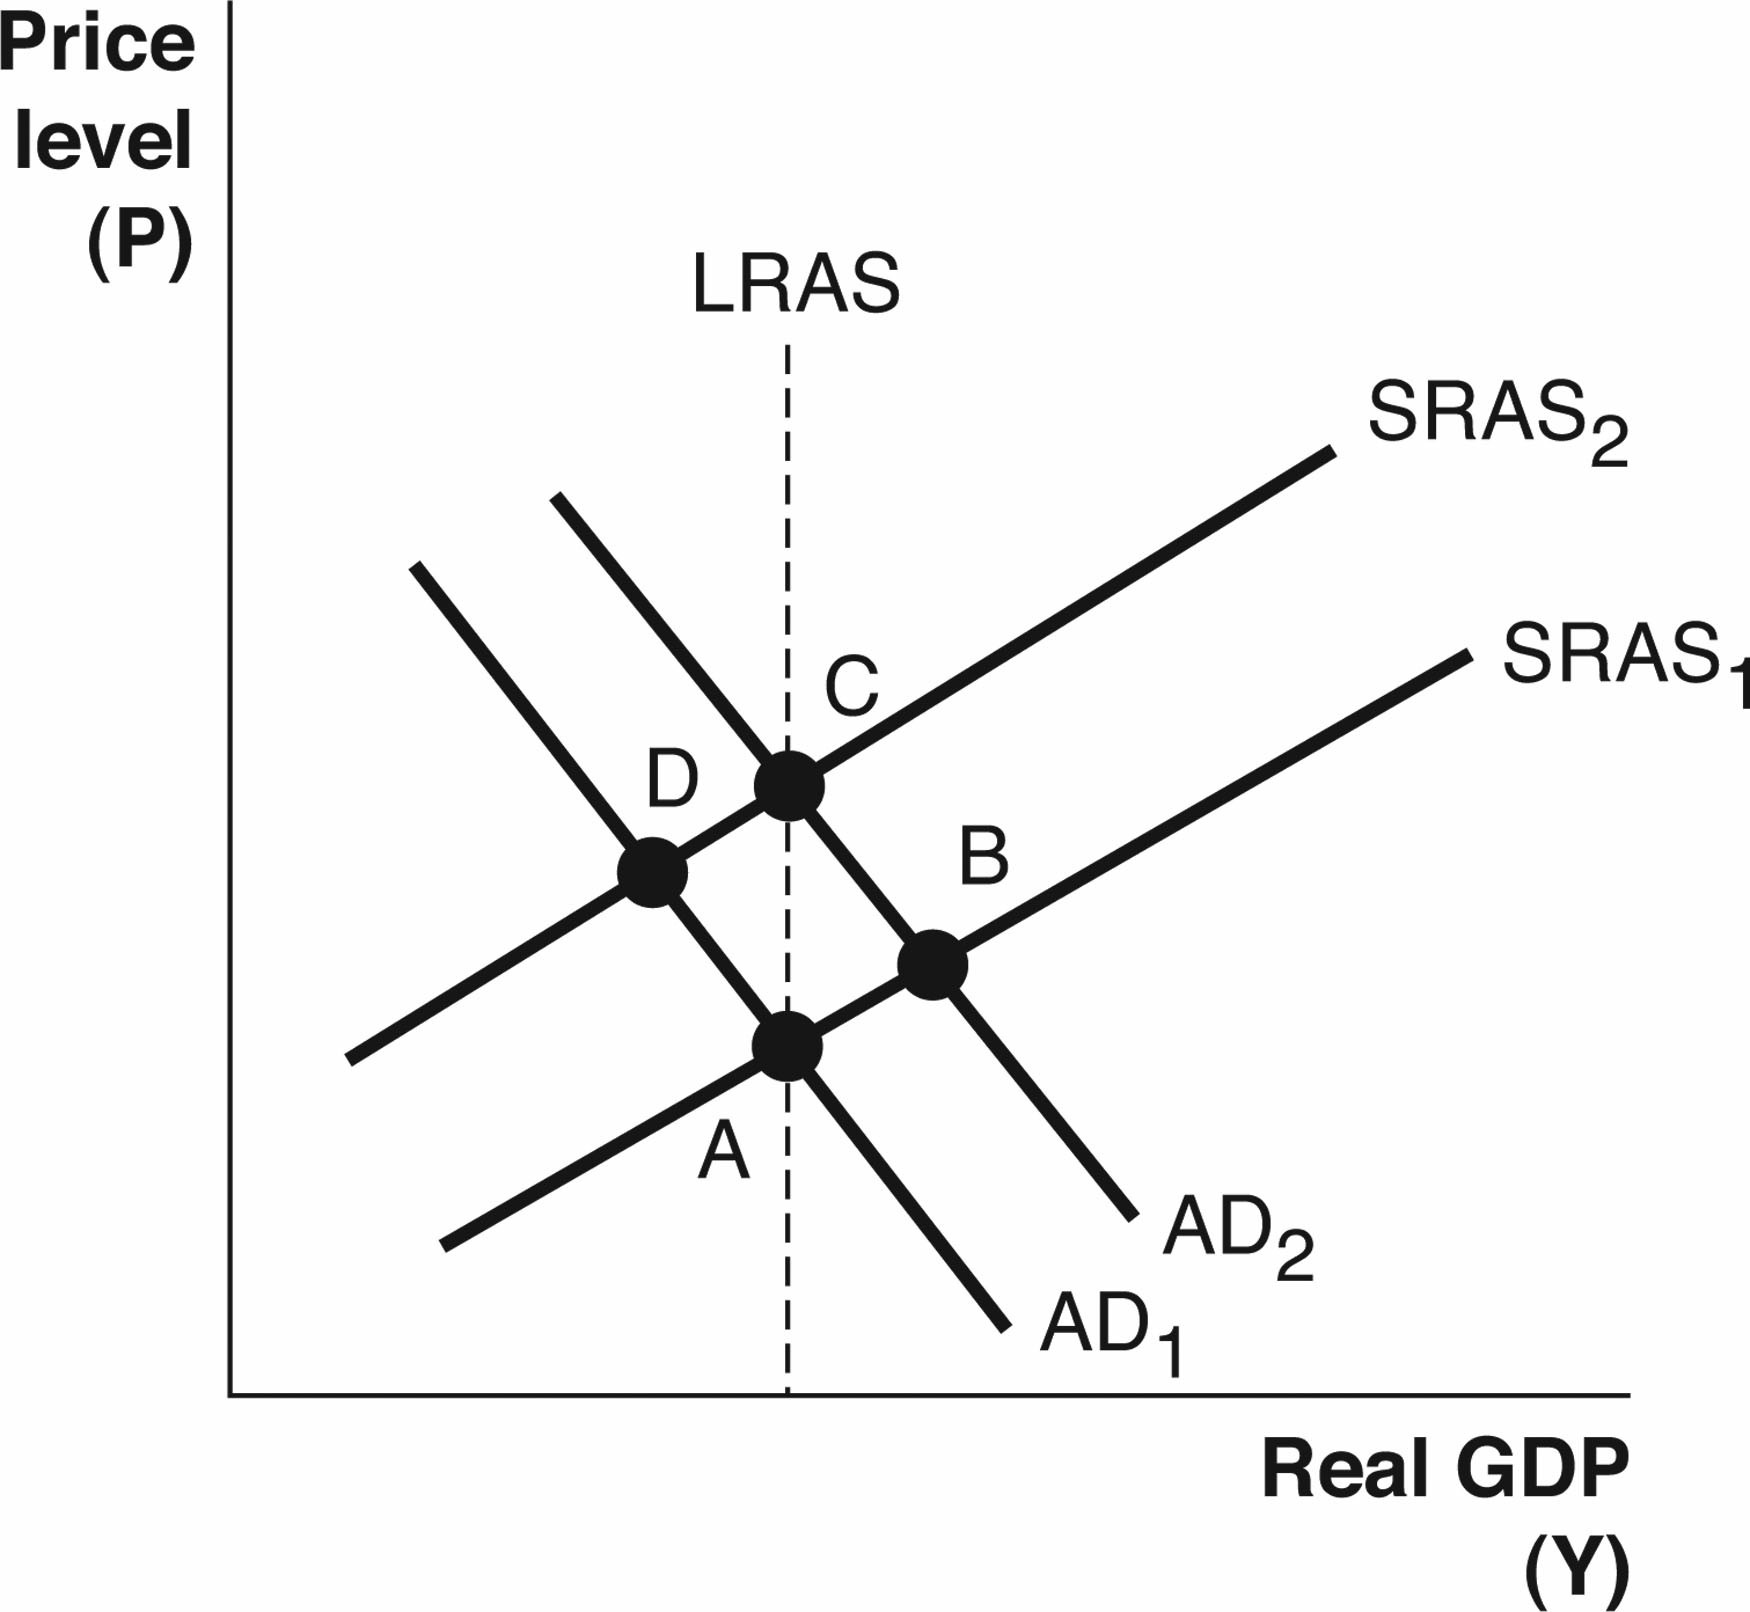 Price
level
(P)
LRAS
SRAS2
SRAS1
C
D
B
A
AD2
AD1
Real GDP
(Y)